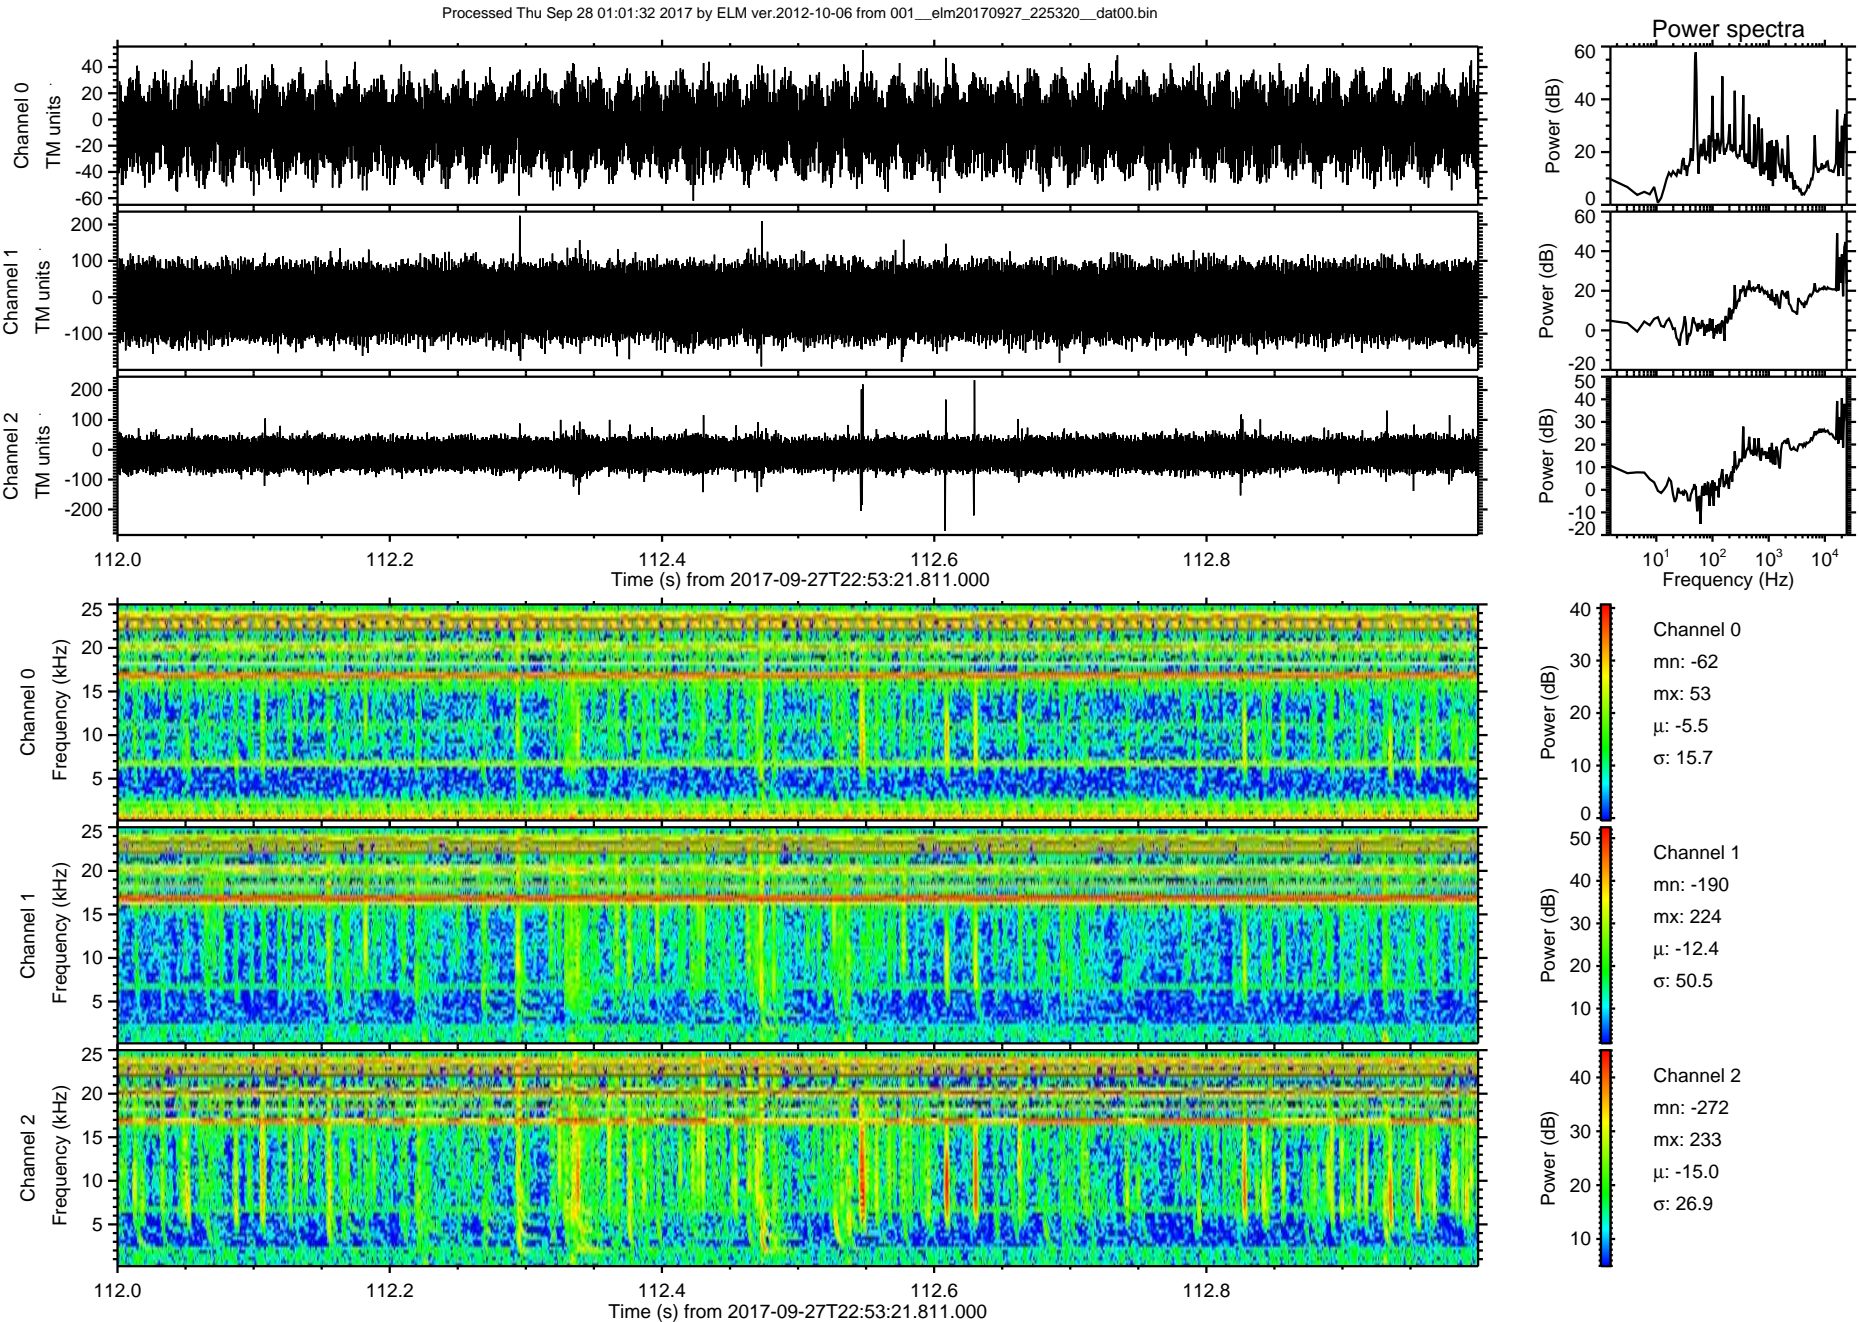 Processed Thu Sep 28 01:01:32 2017 by ELM ver.2012-10-06 from 001__elm20170927_225320__dat00.bin
Power spectra
Channel 0
TM units
40
20
0
-20
-40
-60
Power (dB)
60
40
20
0
Channel 1
TM units
200
100
0
-100
Power (dB)
60
40
20
0
-20
Channel 2
TM units
200
100
0
-100
-200
Power (dB)
50
40
30
20
10
0
-10
-20
112.0 112.2 112.4 112.6 112.8
Time (s) from 2017-09-27T22:53:21.811.000
10^1 10^2 10^3 10^4
Frequency (Hz)
Channel 0
Frequency (kHz)
25
20
15
10
5
Power (dB)
40
30
20
10
0
Channel 0
mn: -62
mx: 53
μ: -5.5
σ: 15.7
Channel 1
Frequency (kHz)
25
20
15
10
5
Power (dB)
50
40
30
20
10
Channel 1
mn: -190
mx: 224
μ: -12.4
σ: 50.5
Channel 2
Frequency (kHz)
25
20
15
10
5
Power (dB)
40
30
20
10
Channel 2
mn: -272
mx: 233
μ: -15.0
σ: 26.9
112.0 112.2 112.4 112.6 112.8
Time (s) from 2017-09-27T22:53:21.811.000